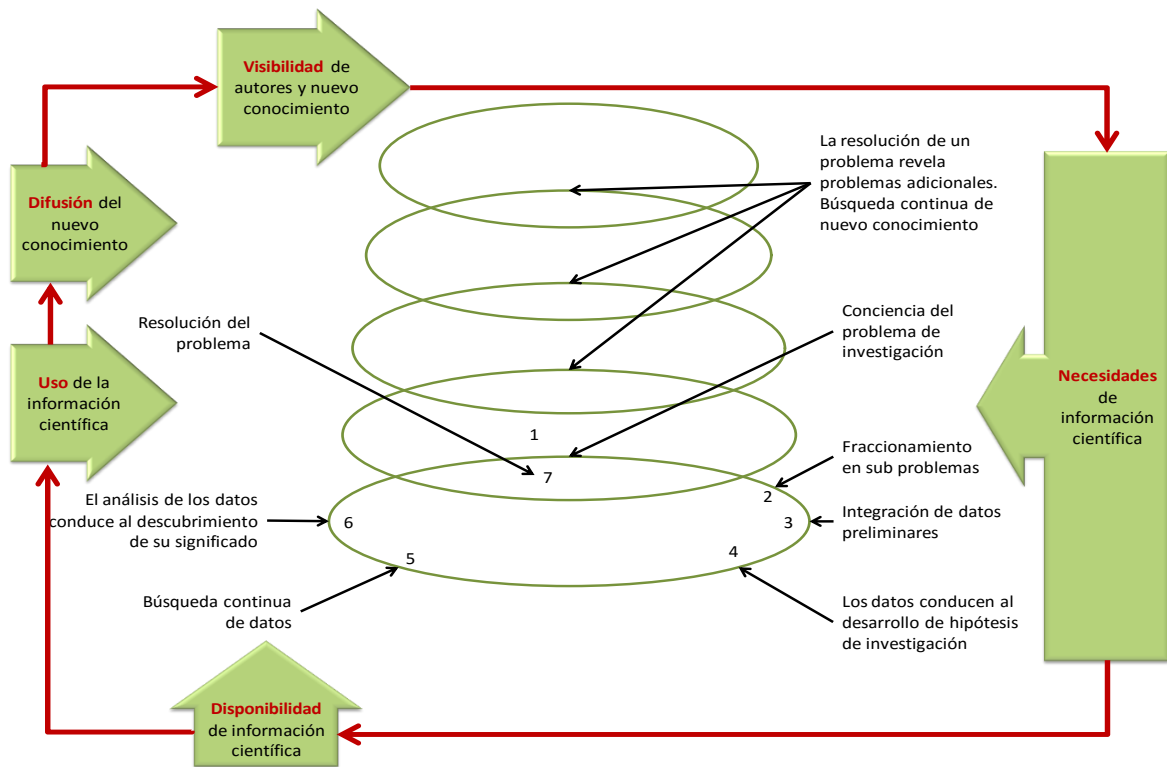 Visibilidad de
autores y nuevo
conocimiento
La resolución de un
problema revela
problemas adicionales.
Búsqueda continua de
nuevo conocimiento
Difusión del
nuevo
conocimiento
Resolución del
problema
Conciencia del
problema de
investigación
Uso de la
información
científica
Necesidades
de
información
científica
1
7
Fraccionamiento
en sub problemas
2
El análisis de los datos
conduce al descubrimiento
de su significado
6
3
Integración de datos
preliminares
5
4
Búsqueda continua
de datos
Los datos conducen al
desarrollo de hipótesis
de investigación
Disponibilidad
de información
científica